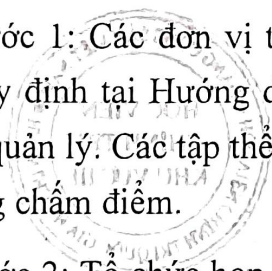 ớc 1: Các đơn vị t
y định tại Hướng
quản lý. Các tập thể
g chấm điểm.
ớc 2: Tổ chức họp